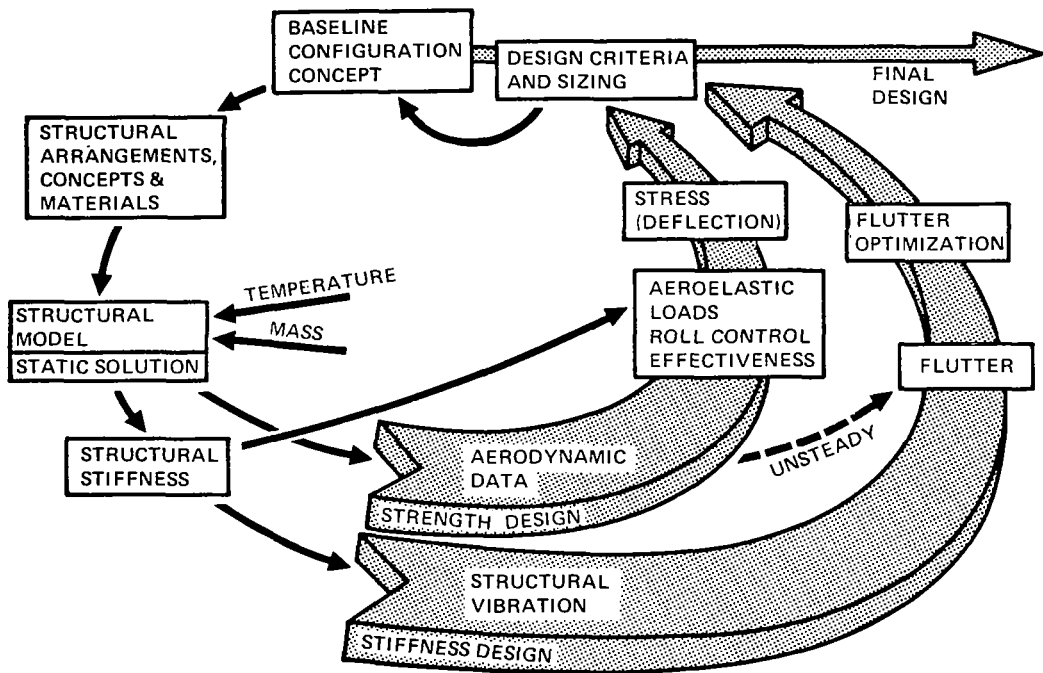 BASELINE
CONFIGURATION
CONCEPT
DESIGN CRITERIA
AND SIZING
FINAL
DESIGN
STRUCTURAL
ARRANGEMENTS,
CONCEPTS &
MATERIALS
STRESS
(DEFLECTION)
FLUTTER
OPTIMIZATION
TEMPERATURE
MASS
STRUCTURAL
MODEL
STATIC SOLUTION
AEROELASTIC
LOADS
ROLL CONTROL
EFFECTIVENESS
FLUTTER
STRUCTURAL
STIFFNESS
AERODYNAMIC
DATA
UNSTEADY
STRENGTH DESIGN
STRUCTURAL
VIBRATION
STIFFNESS DESIGN